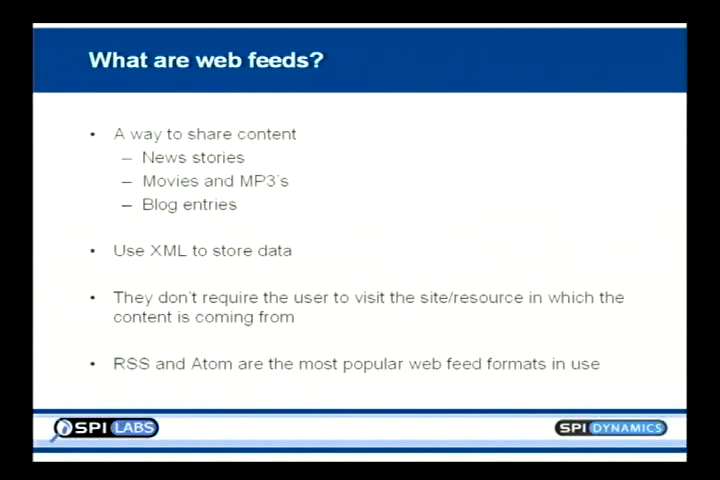 What are web feeds?
• A way to share content
– News stories
– Movies and MP3's
– Blog entries
• Use XML to store data
• They don't require the user to visit the site/resource in which the
content is coming from
• RSS and Atom are the most popular web feed formats in use
SPI LABS
SPI DYNAMICS